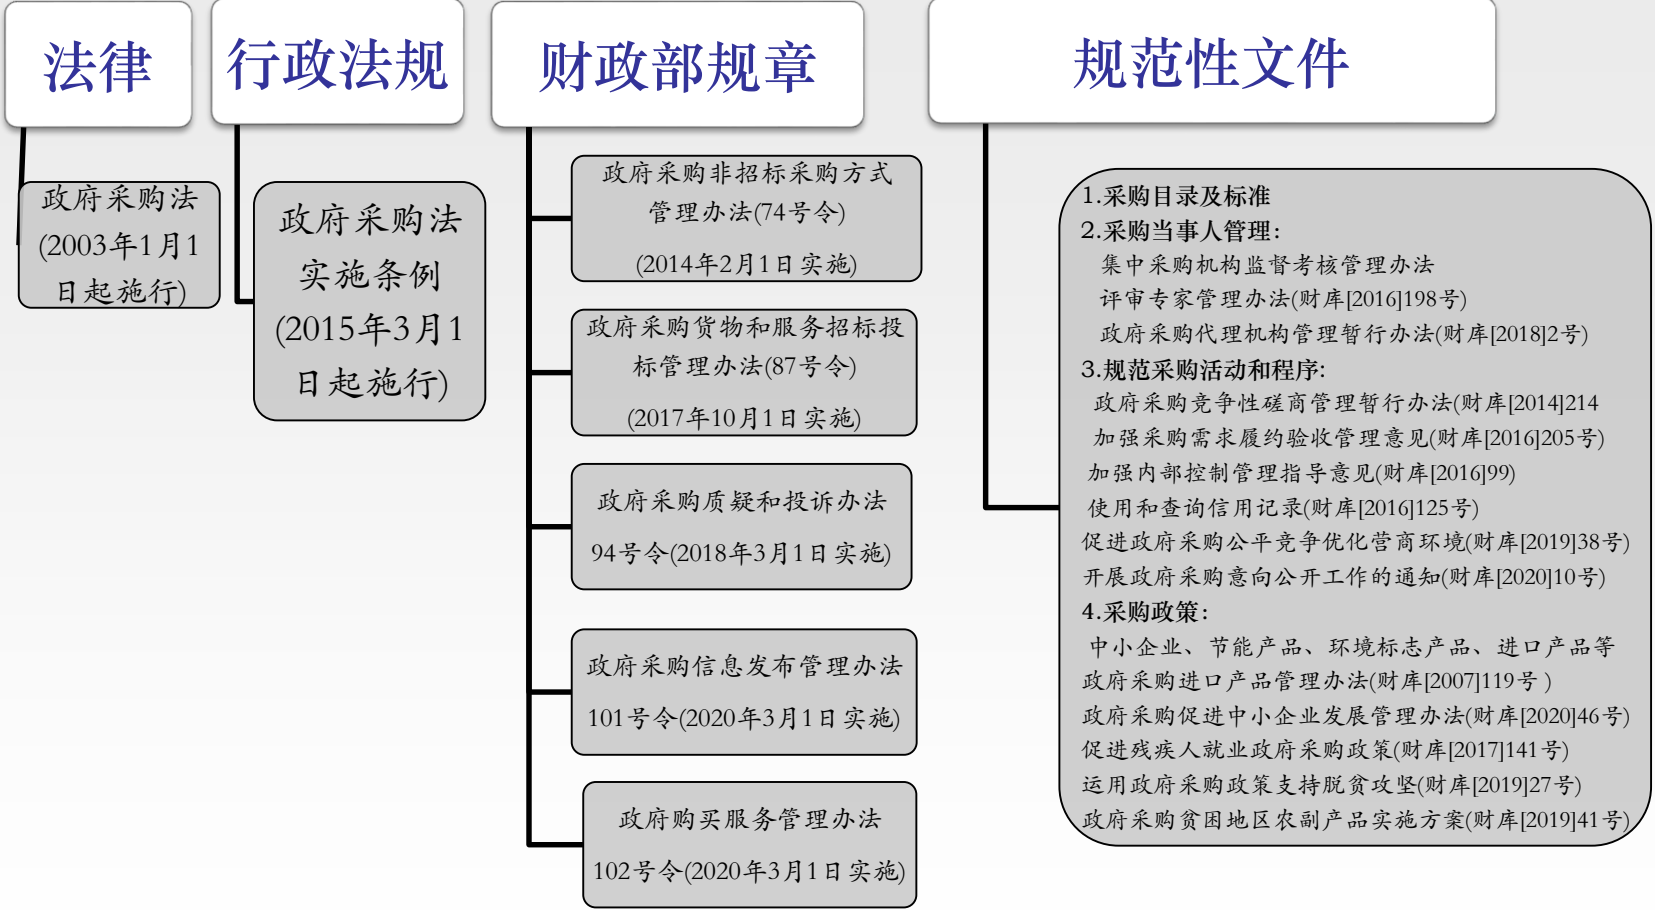 法律
政府采购法
(2003年1月1
日起施行)
行政法规
政府采购法
实施条例
(2015年3月1
日起施行)
财政部规章
政府采购非招标采购方式
管理办法(74号令)
(2014年2月1日实施)
政府采购货物和服务招标投
标管理办法(87号令)
(2017年10月1日实施)
政府采购质疑和投诉办法
94号令(2018年3月1日实施)
政府采购信息发布管理办法
101号令(2020年3月1日实施)
政府购买服务管理办法
102号令(2020年3月1日实施)
规范性文件
1.采购目录及标准
2.采购当事人管理:
集中采购机构监督考核管理办法
评审专家管理办法(财库[2016]198号)
政府采购代理机构管理暂行办法(财库[2018]2号)
3.规范采购活动和程序:
政府采购竞争性磋商管理暂行办法(财库[2014]214
加强采购需求履约验收管理意见(财库[2016]205号)
加强内部控制管理指导意见(财库[2016]99)
使用和查询信用记录(财库[2016]125号)
促进政府采购公平竞争优化营商环境(财库[2019]38号)
开展政府采购意向公开工作的通知(财库[2020]10号)
4.采购政策:
中小企业、节能产品、环境标志产品、进口产品等
政府采购进口产品管理办法(财库[2007]119号 )
政府采购促进中小企业发展管理办法(财库[2020]46号)
促进残疾人就业政府采购政策(财库[2017]141号)
运用政府采购政策支持脱贫攻坚(财库[2019]27号)
政府采购贫困地区农副产品实施方案(财库[2019]41号)